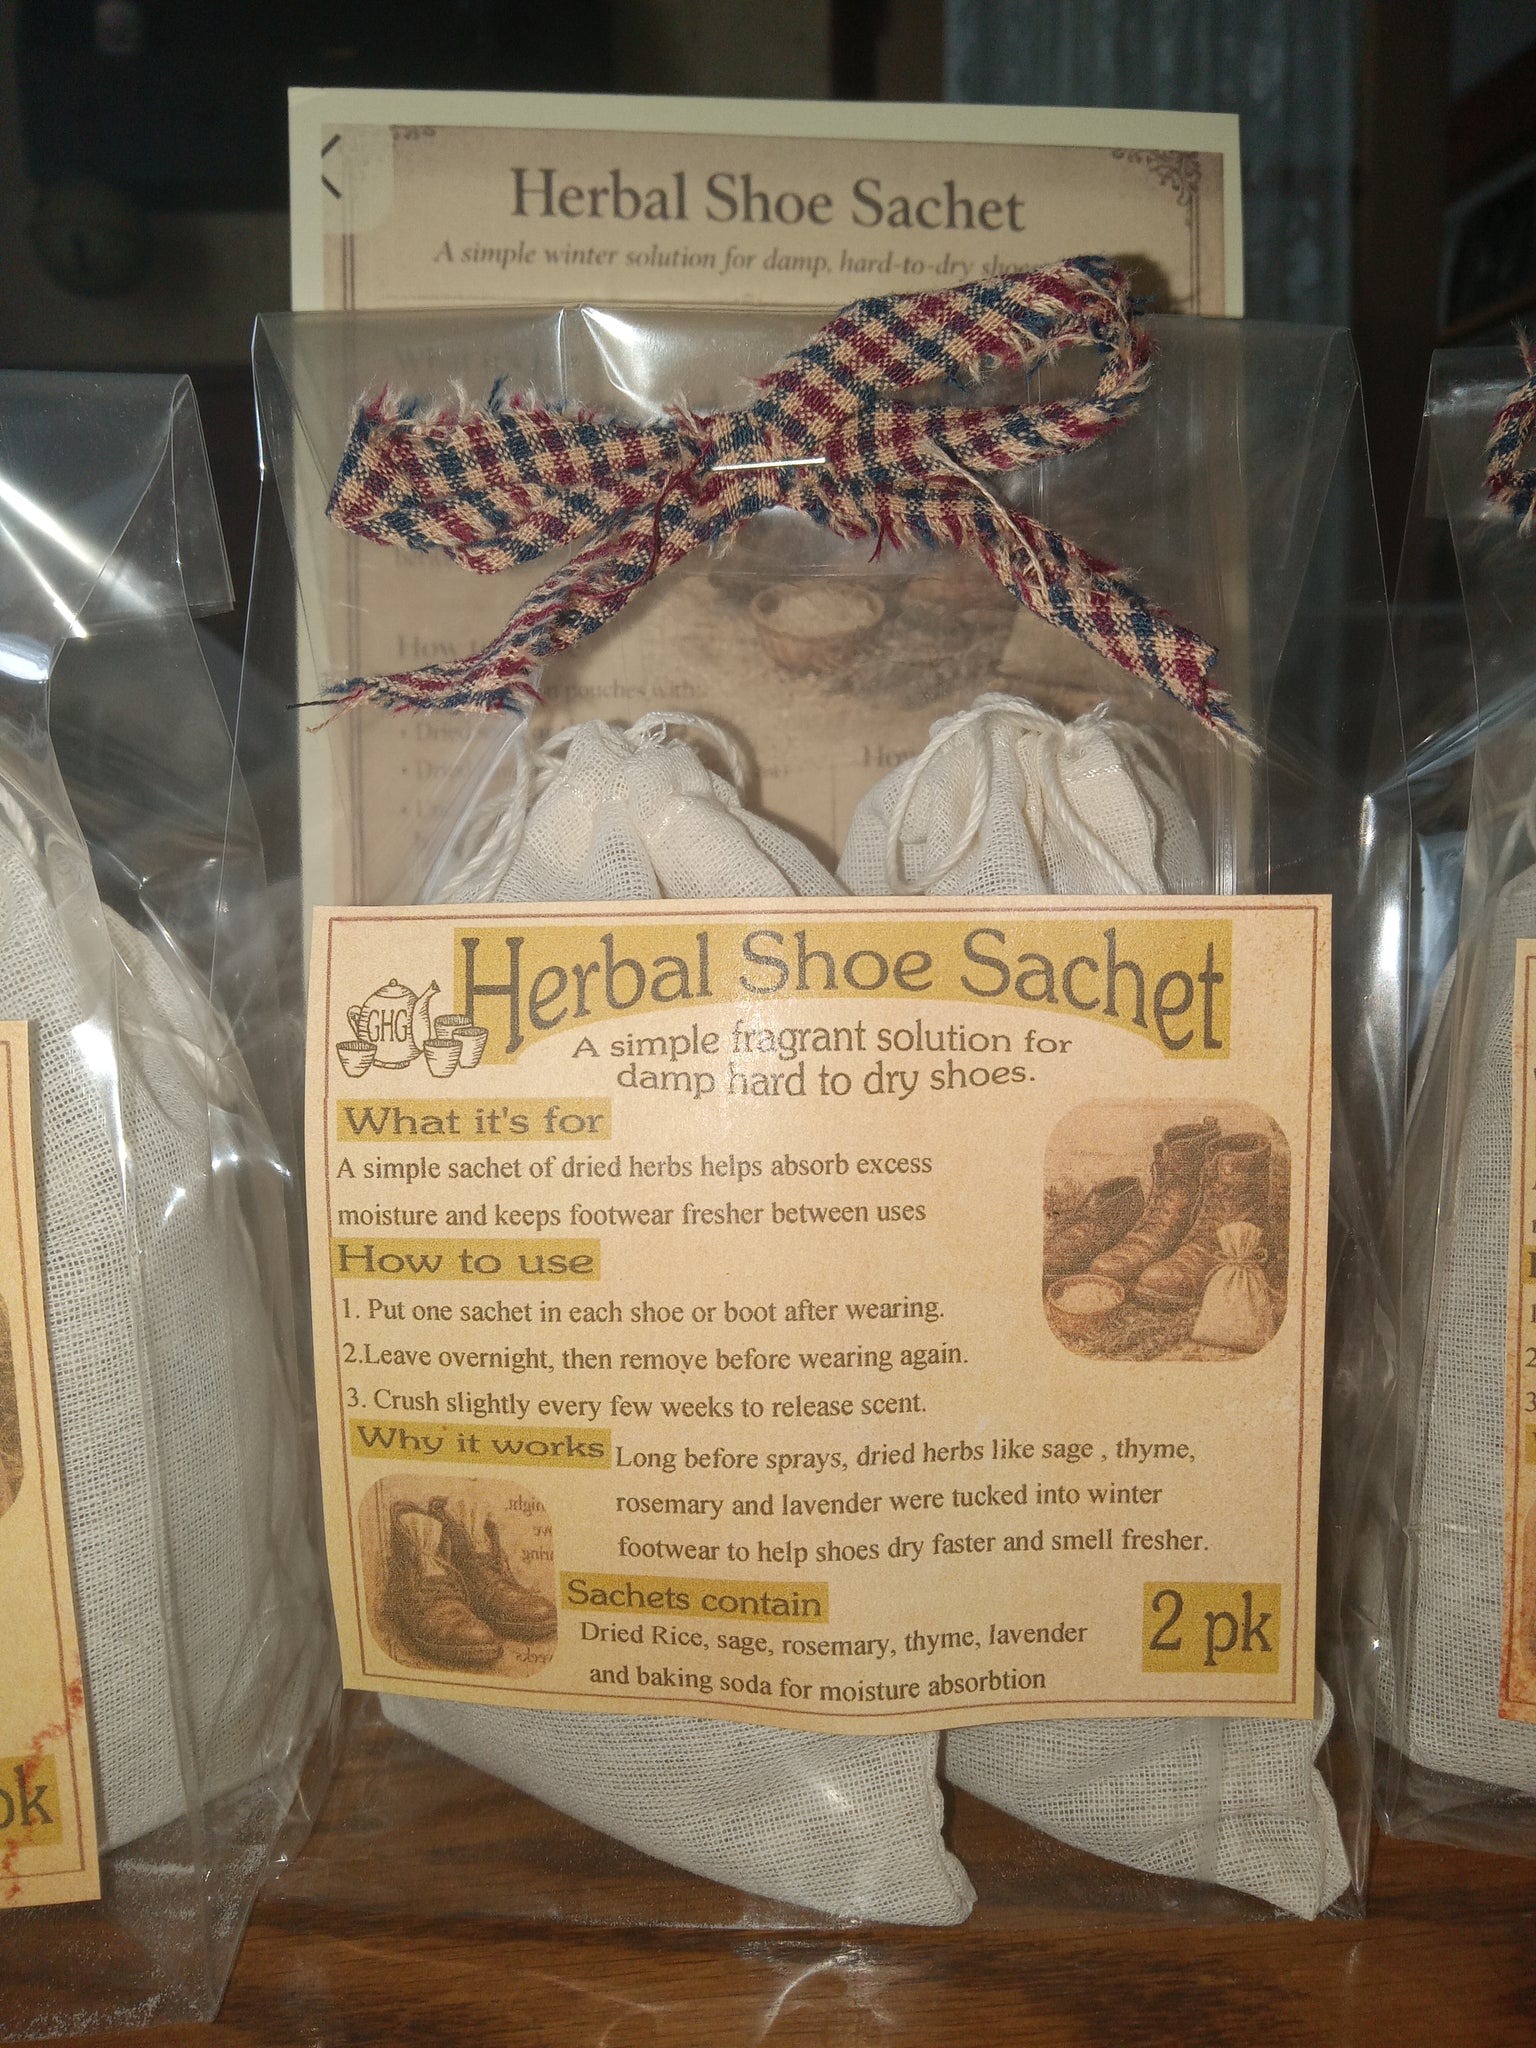 Herbal Shoe Sachet
A simple winter solution for damp, hard-to-dry
How
pouches with
How
Herbal Shoe Sachet
GHG
A simple fragrant solution for
damp hard to dry shoes.
What it's for
A simple sachet of dried herbs helps absorb excess
moisture and keeps footwear fresher between uses
How to use
1. Put one sachet in each shoe or boot after wearing.
2.Leave overnight, then remove before wearing again.
3. Crush slightly every few weeks to release scent.
Why it works
Long before sprays, dried herbs like sage , thyme,
rosemary and lavender were tucked into winter
footwear to help shoes dry faster and smell fresher.
Sachets contain
Dried Rice, sage, rosemary, thyme, lavender
and baking soda for moisture absorbtion
2 pk
pk